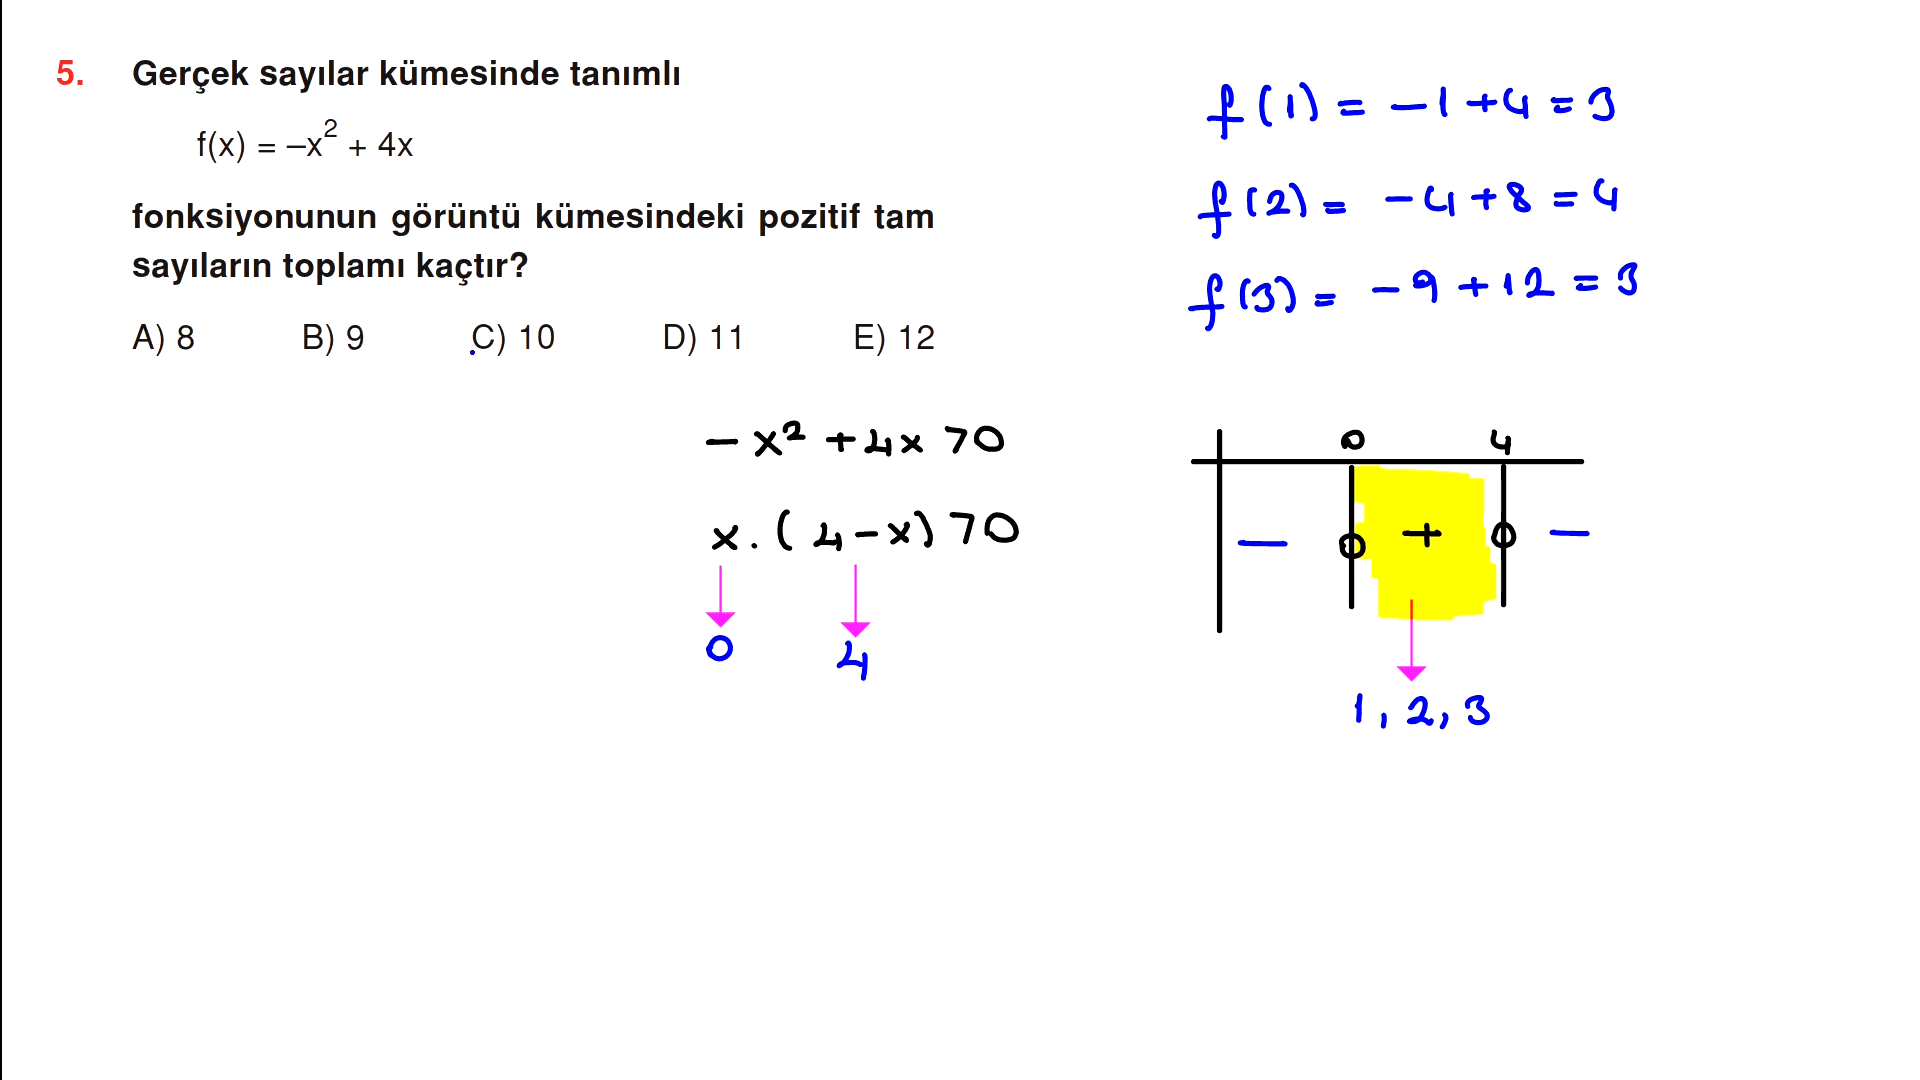 5. Gerçek sayılar kümesinde tanımlı
f(x) = –x² + 4x
fonksiyonunun görüntü kümesindeki pozitif tam
sayıların toplamı kaçtır?
A) 8 B) 9 C) 10 D) 11 E) 12
f(1) = -1+4 = 3
f(2) = -4+8 = 4
f(3) = -9+12 = 3
-x² +4x >0
x.(4-x) >0
0 4
0 4
- + -
1, 2, 3